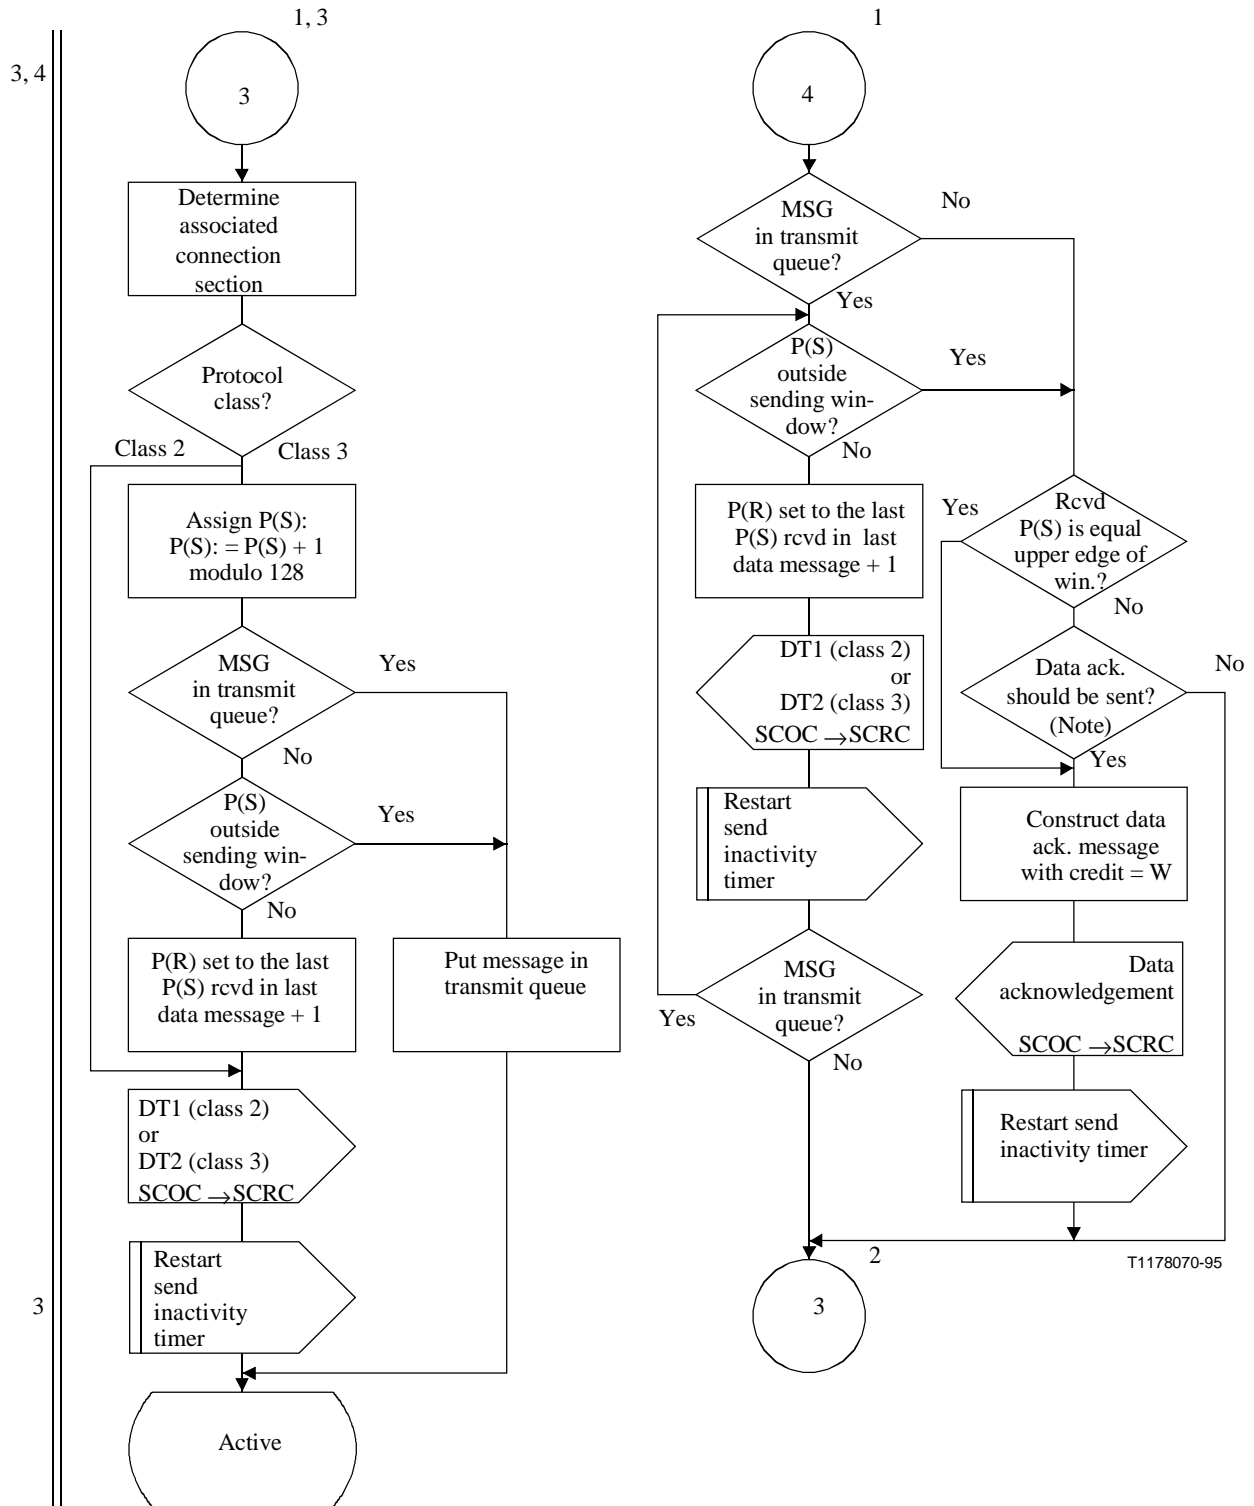 1, 3
3, 4
3
Determine
associated
connection
section
Protocol
class?
Class 2
Class 3
Assign P(S):
P(S): = P(S) + 1
modulo 128
MSG
in transmit
queue?
Yes
No
P(S)
outside
sending win-
dow?
Yes
No
P(R) set to the last
P(S) rcvd in last
data message + 1
Put message in
transmit queue
DT1 (class 2)
or
DT2 (class 3)
SCOC →SCRC
Restart
send
inactivity
timer
3
Active
1
4
MSG
in transmit
queue?
No
Yes
P(S)
outside
sending win-
dow?
Yes
No
P(R) set to the last
P(S) rcvd in last
data message + 1
DT1 (class 2)
or
DT2 (class 3)
SCOC →SCRC
Restart
send
inactivity
timer
MSG
in transmit
queue?
Yes
No
Rcvd
P(S) is equal
upper edge of
win.?
Yes
No
Data ack.
should be sent?
(Note)
No
Yes
Construct data
ack. message
with credit = W
Data
acknowledgement
SCOC →SCRC
Restart send
inactivity timer
2
3
T1178070-95